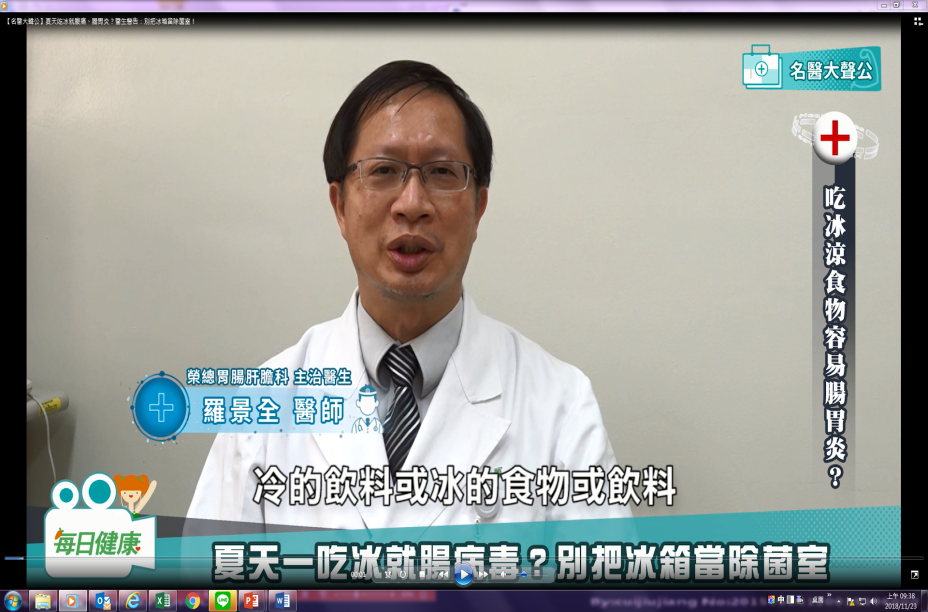 【名醫大聲公】夏天吃冰就腹痛、腸胃炎？醫生警告：別把冰箱當除菌室！
名醫大聲公
吃冰涼食物容易腸胃炎？
榮總胃腸肝膽科 主治醫生
羅景全 醫師
冷的飲料或冰的食物或飲料
每日健康
夏天一吃冰就腸病毒？別把冰箱當除菌室
上午 09:38
2018/11/23